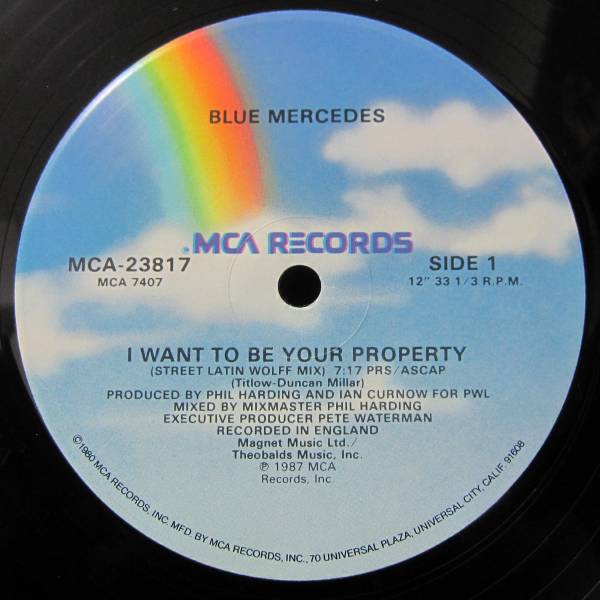 BLUE MERCEDES
MCA RECORDS
MCA-23817
MCA 7407
SIDE 1
12" 33 1/3 R.P.M.
I WANT TO BE YOUR PROPERTY
(STREET LATIN WOLFF MIX) 7:17 PRS/ASCAP
(Titlow-Duncan Millar)
PRODUCED BY PHIL HARDING AND IAN CURNOW FOR PWL
MIXED BY MIXMASTER PHIL HARDING
EXECUTIVE PRODUCER PETE WATERMAN
RECORDED IN ENGLAND
Magnet Music Ltd./
Theobalds Music, Inc.
℗ 1987 MCA
Records, Inc.
©1980 MCA RECORDS, INC. MFD. BY MCA RECORDS, INC., 70 UNIVERSAL PLAZA, UNIVERSAL CITY, CALIF. 91608